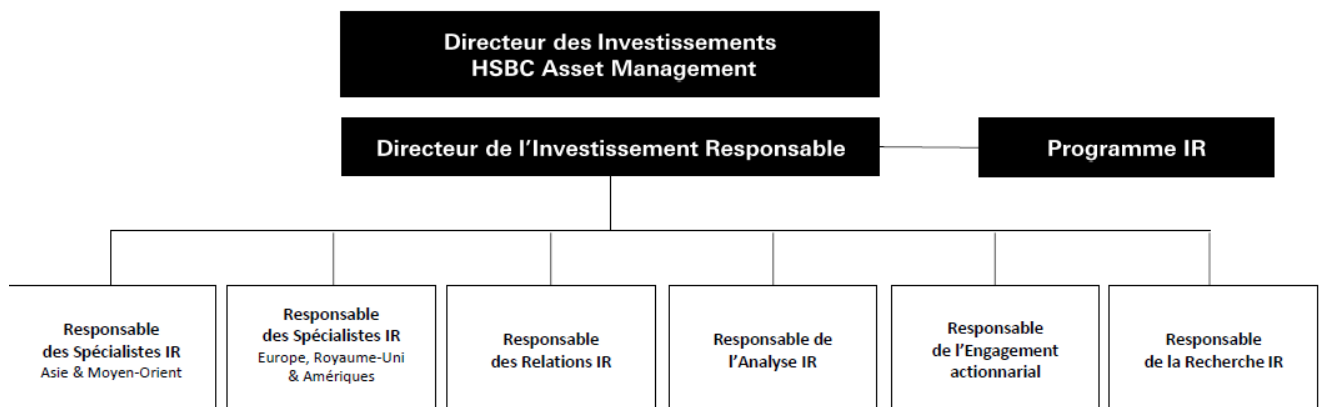 Directeur des Investissements
HSBC Asset Management
Directeur de l'Investissement Responsable
Programme IR
Responsable
des Spécialistes IR
Asie & Moyen-Orient
Responsable
des Spécialistes IR
Europe, Royaume-Uni
& Amériques
Responsable
des Relations IR
Responsable de
l'Analyse IR
Responsable
de l'Engagement
actionnarial
Responsable
de la Recherche IR